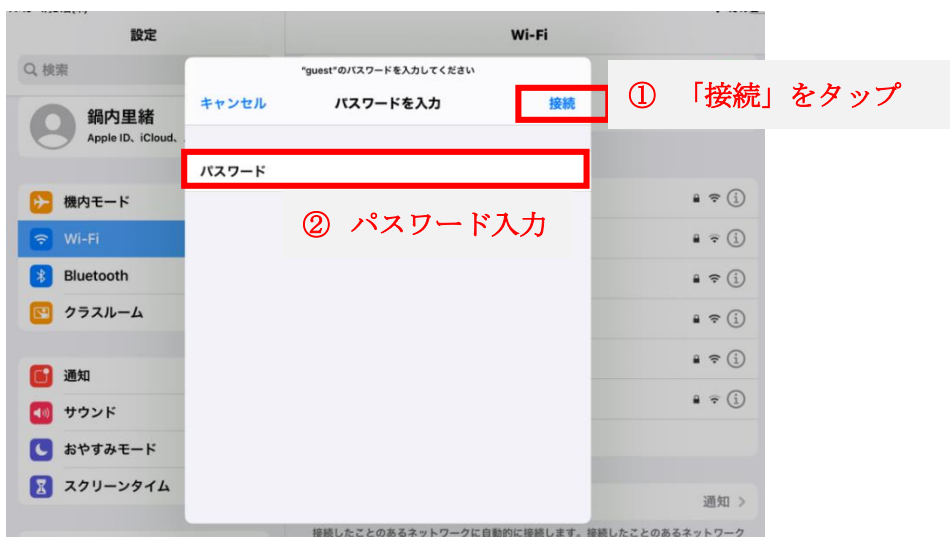 設定
Wi-Fi
検索
"guest"のパスワードを入力してください
キャンセル
パスワードを入力
接続
① 「接続」をタップ
鍋内里緒
Apple ID、iCloud、
パスワード
② パスワード入力
機内モード
Wi-Fi
Bluetooth
クラスルーム
通知
サウンド
おやすみモード
スクリーンタイム
通知
接続したことのあるネットワークに自動的に接続します。接続したことのあるネットワーク